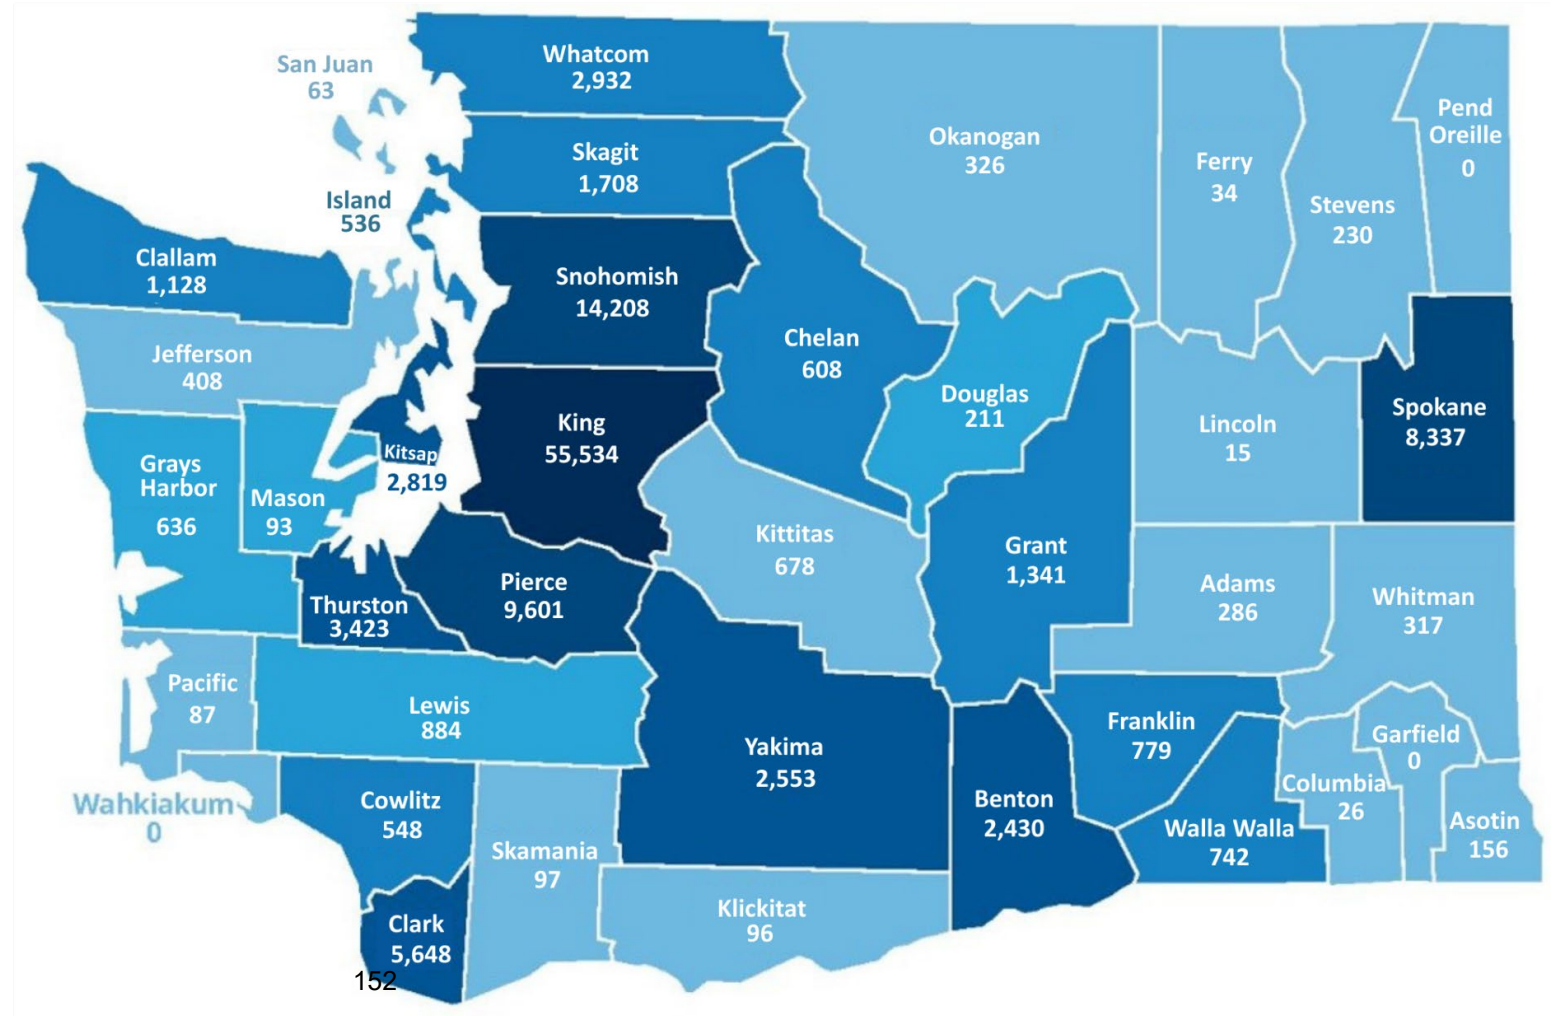 Whatcom
2,932
San Juan
63
Skagit
1,708
Island
536
Okanogan
326
Ferry
34
Stevens
230
Pend
Oreille
0
Clallam
1,128
Snohomish
14,208
Jefferson
408
Chelan
608
Douglas
211
King
55,534
Lincoln
15
Spokane
8,337
Kitsap
2,819
Grays
Harbor
636
Mason
93
Kittitas
678
Grant
1,341
Adams
286
Whitman
317
Thurston
3,423
Pierce
9,601
Pacific
87
Lewis
884
Yakima
2,553
Franklin
779
Garfield
0
Wahkiakum
0
Cowlitz
548
Skamania
97
Benton
2,430
Walla Walla
742
Columbia
26
Asotin
156
Klickitat
96
Clark
5,648
152